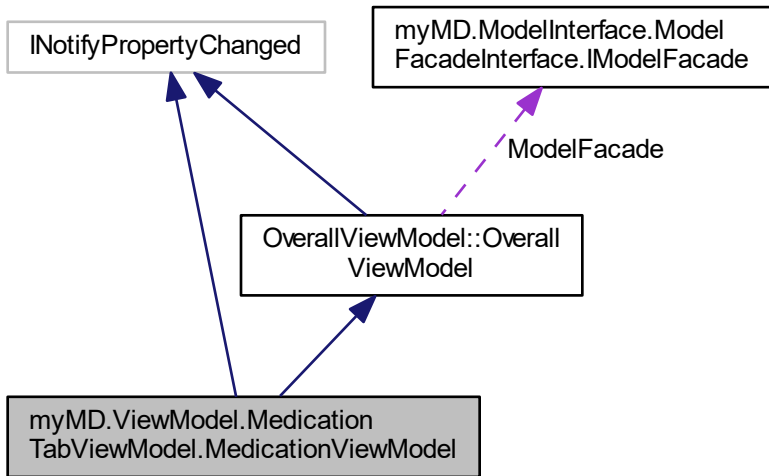 INotifyPropertyChanged
myMD.ModelInterface.Model
FacadeInterface.IModelFacade
ModelFacade
OverallViewModel::Overall
ViewModel
myMD.ViewModel.Medication
TabViewModel.MedicationViewModel